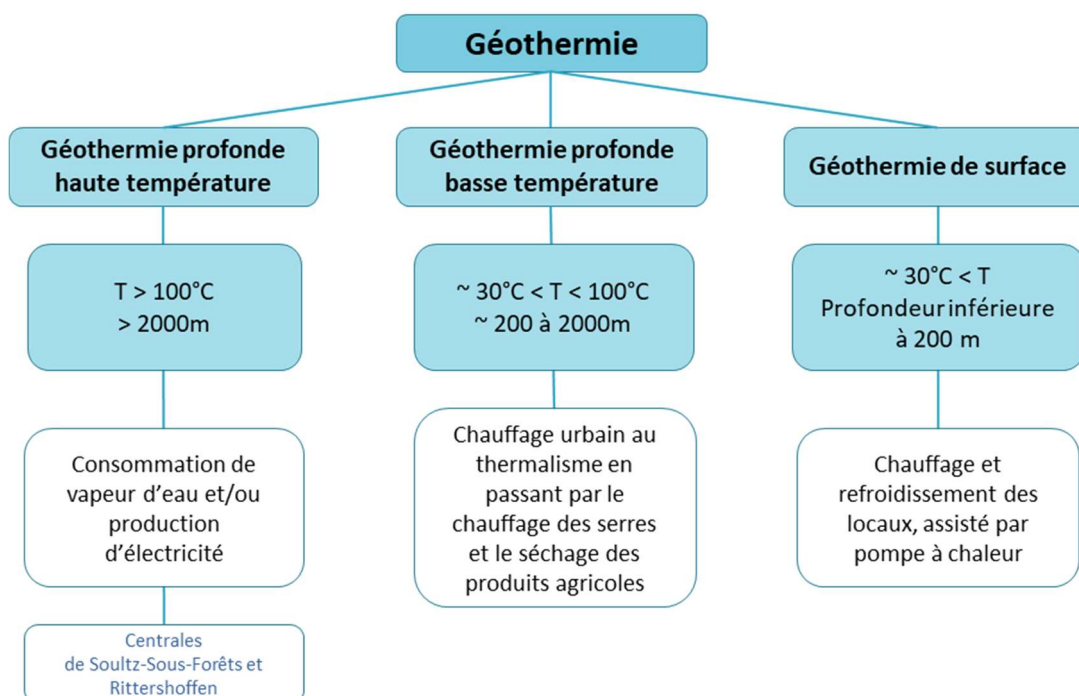 Géothermie
Géothermie profonde
haute température
Géothermie profonde
basse température
Géothermie de surface
T > 100°C
> 2000m
~ 30°C < T < 100°C
~ 200 à 2000m
~ 30°C < T
Profondeur inférieure
à 200 m
Consommation de
vapeur d’eau et/ou
production
d’électricité
Chauffage urbain au
thermalisme en
passant par le
chauffage des serres
et le séchage des
produits agricoles
Chauffage et
refroidissement des
locaux, assisté par
pompe à chaleur
Centrales
de Soultz-Sous-Forêts et
Rittershoffen